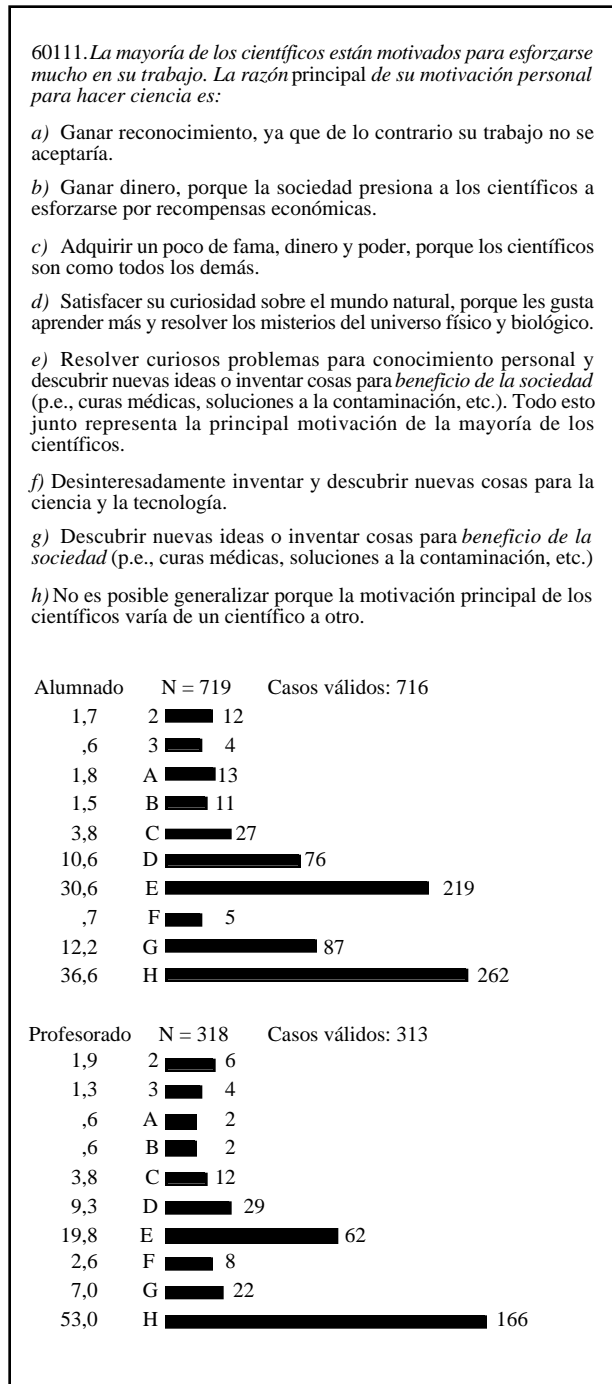 60111. La mayoría de los científicos están motivados para esforzarse
mucho en su trabajo. La razón principal de su motivación personal
para hacer ciencia es:
a) Ganar reconocimiento, ya que de lo contrario su trabajo no se
aceptaría.
b) Ganar dinero, porque la sociedad presiona a los científicos a
esforzarse por recompensas económicas.
c) Adquirir un poco de fama, dinero y poder, porque los científicos
son como todos los demás.
d) Satisfacer su curiosidad sobre el mundo natural, porque les gusta
aprender más y resolver los misterios del universo físico y biológico.
e) Resolver curiosos problemas para conocimiento personal y
descubrir nuevas ideas o inventar cosas para beneficio de la sociedad
(p.e., curas médicas, soluciones a la contaminación, etc.). Todo esto
junto representa la principal motivación de la mayoría de los
científicos.
f) Desinteresadamente inventar y descubrir nuevas cosas para la
ciencia y la tecnología.
g) Descubrir nuevas ideas o inventar cosas para beneficio de la
sociedad (p.e., curas médicas, soluciones a la contaminación, etc.)
h) No es posible generalizar porque la motivación principal de los
científicos varía de un científico a otro.
Alumnado N = 719 Casos válidos: 716
1,7 2 12
,6 3 4
1,8 A 13
1,5 B 11
3,8 C 27
10,6 D 76
30,6 E 219
,7 F 5
12,2 G 87
36,6 H 262
Profesorado N = 318 Casos válidos: 313
1,9 2 6
1,3 3 4
,6 A 2
,6 B 2
3,8 C 12
9,3 D 29
19,8 E 62
2,6 F 8
7,0 G 22
53,0 H 166